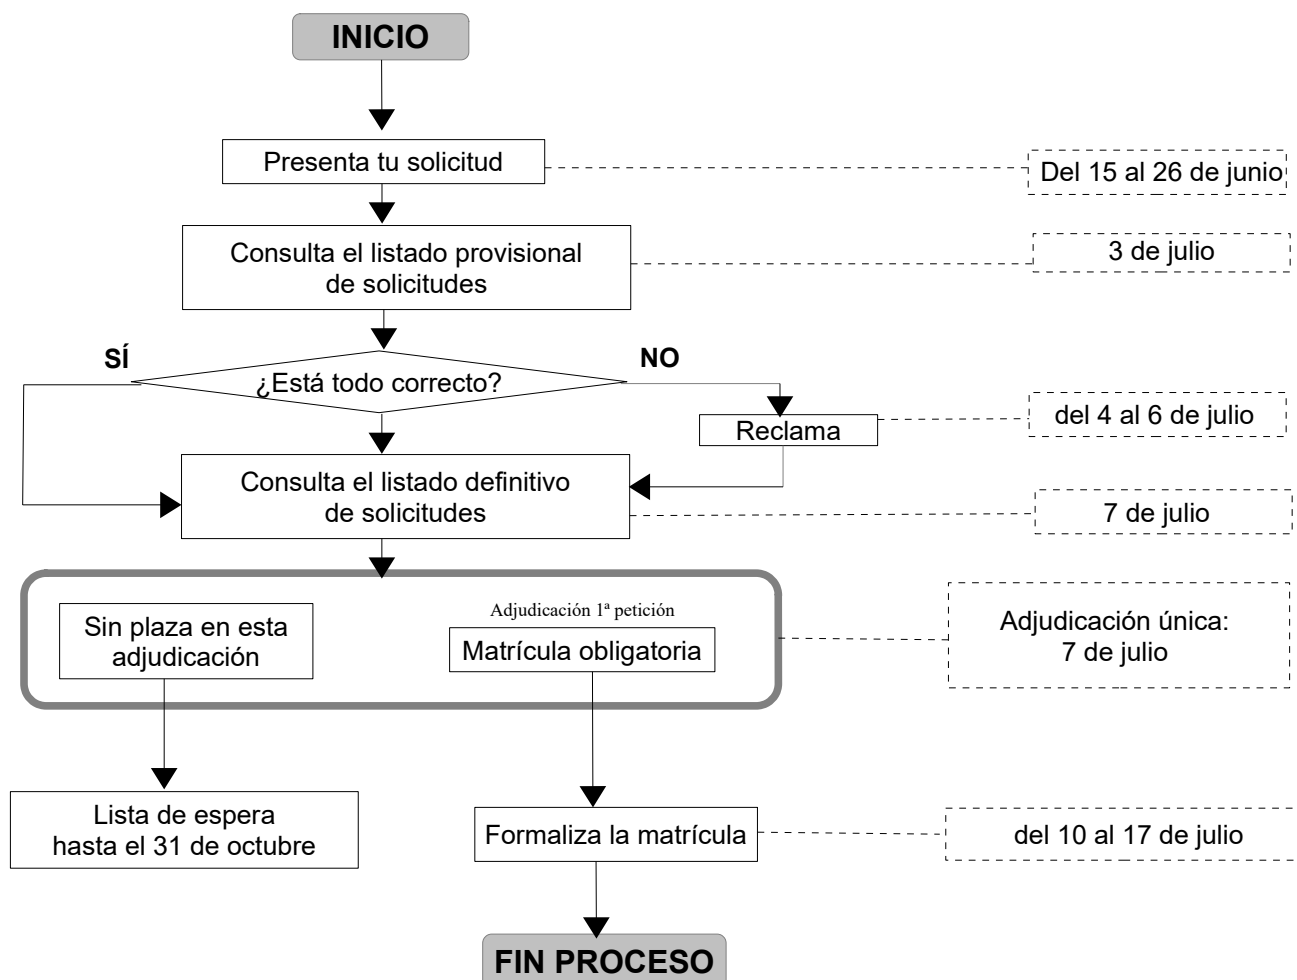 INICIO
Presenta tu solicitud
Del 15 al 26 de junio
Consulta el listado provisional
de solicitudes
3 de julio
SÍ
NO
¿Está todo correcto?
Reclama
del 4 al 6 de julio
Consulta el listado definitivo
de solicitudes
7 de julio
Sin plaza en esta
adjudicación
Adjudicación 1ª petición
Matrícula obligatoria
Adjudicación única:
7 de julio
Lista de espera
hasta el 31 de octubre
Formaliza la matrícula
del 10 al 17 de julio
FIN PROCESO